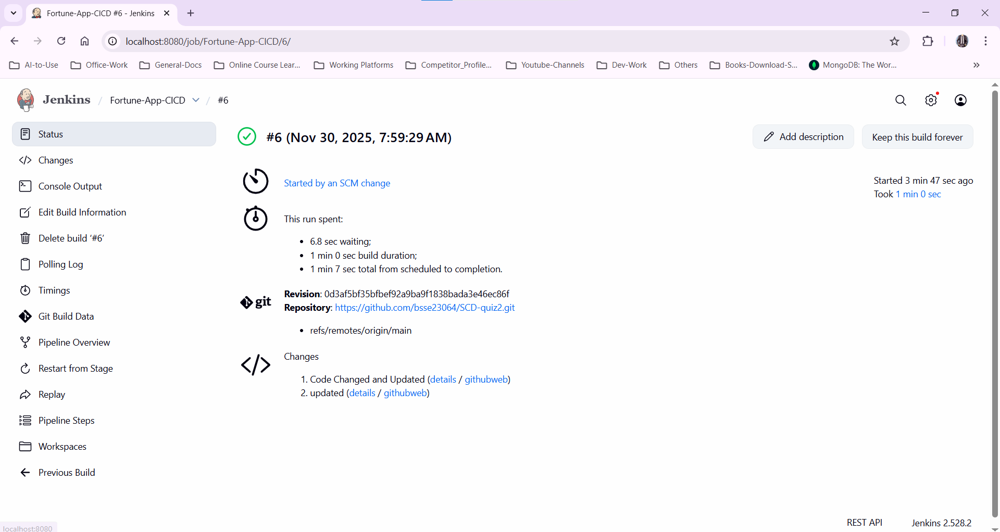 Fortune-App-CICD #6 - Jenkins
localhost:8080/job/Fortune-App-CICD/6/
AI-to-Use Office-Work General-Docs Online Course Lear... Working Platforms Competitor_Profile... Youtube-Channels Dev-Work Others Books-Download-S... MongoDB: The Wor...
Jenkins / Fortune-App-CICD / #6
Status
Changes
Console Output
Edit Build Information
Delete build ‘#6’
Polling Log
Timings
Git Build Data
Pipeline Overview
Restart from Stage
Replay
Pipeline Steps
Workspaces
Previous Build
#6 (Nov 30, 2025, 7:59:29 AM)
Add description
Keep this build forever
Started by an SCM change
Started 3 min 47 sec ago
Took 1 min 0 sec
This run spent:
• 6.8 sec waiting;
• 1 min 0 sec build duration;
• 1 min 7 sec total from scheduled to completion.
git
Revision: 0d3af5bf35bfbef92a9ba9f1838bada3e46ec86f
Repository: https://github.com/bsse23064/SCD-quiz2.git
• refs/remotes/origin/main
Changes
1. Code Changed and Updated (details / githubweb)
2. updated (details / githubweb)
REST API
Jenkins 2.528.2
localhost:8080